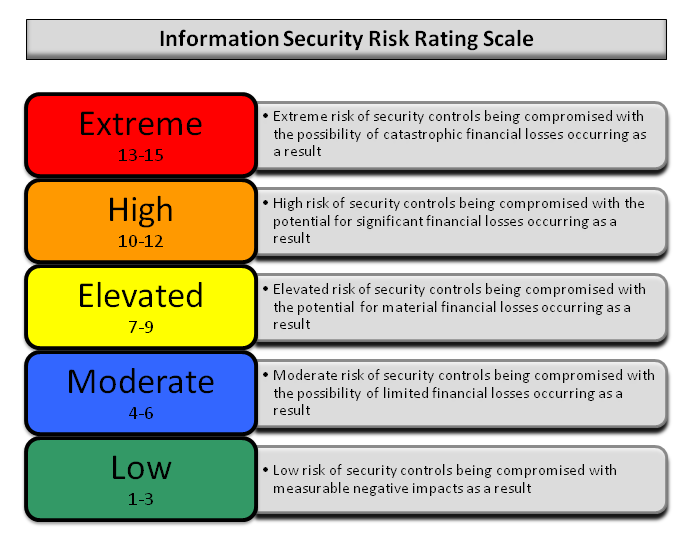 Information Security Risk Rating Scale
Extreme
13-15
• Extreme risk of security controls being compromised with
the possibility of catastrophic financial losses occurring as
a result
High
10-12
• High risk of security controls being compromised with the
potential for significant financial losses occurring as a
result
Elevated
7-9
• Elevated risk of security controls being compromised with
the potential for material financial losses occurring as a
result
Moderate
4-6
• Moderate risk of security controls being compromised with
the possibility of limited financial losses occurring as a
result
Low
1-3
• Low risk of security controls being compromised with
measurable negative impacts as a result